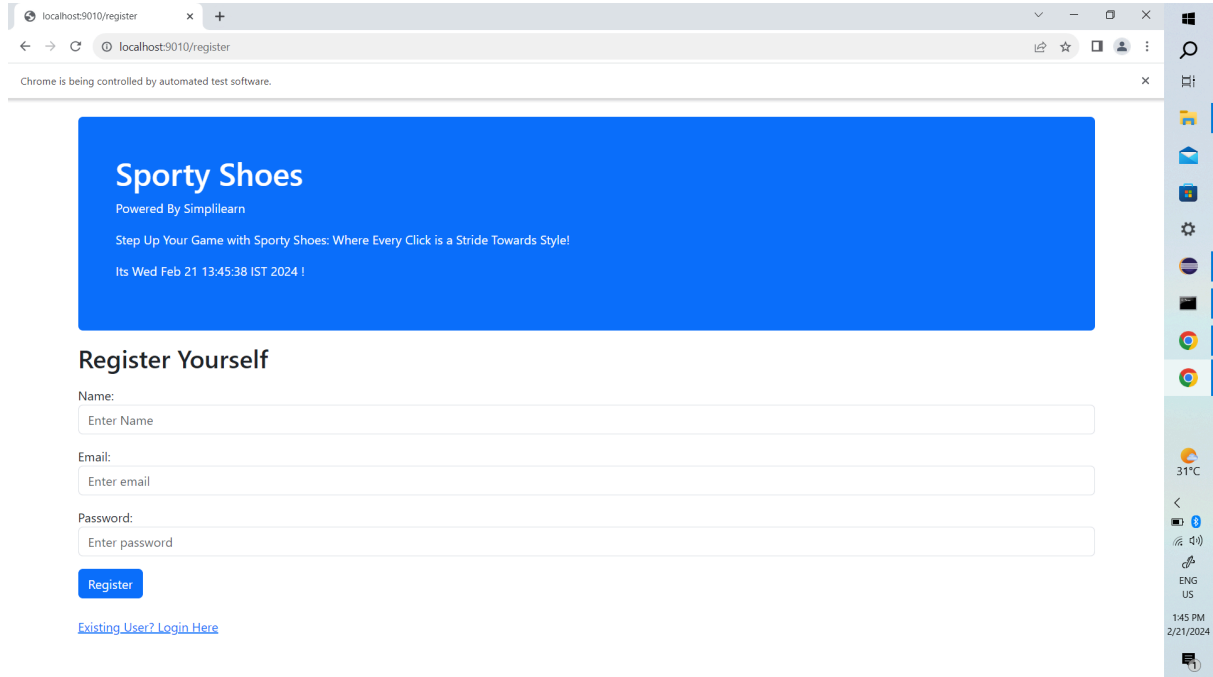 localhost:9010/register
localhost:9010/register
Chrome is being controlled by automated test software.
Sporty Shoes
Powered By Simplilearn
Step Up Your Game with Sporty Shoes: Where Every Click is a Stride Towards Style!
Its Wed Feb 21 13:45:38 IST 2024 !
Register Yourself
Name:
Enter Name
Email:
Enter email
Password:
Enter password
Register
Existing User? Login Here
31°C
ENG
US
1:45 PM
2/21/2024
1